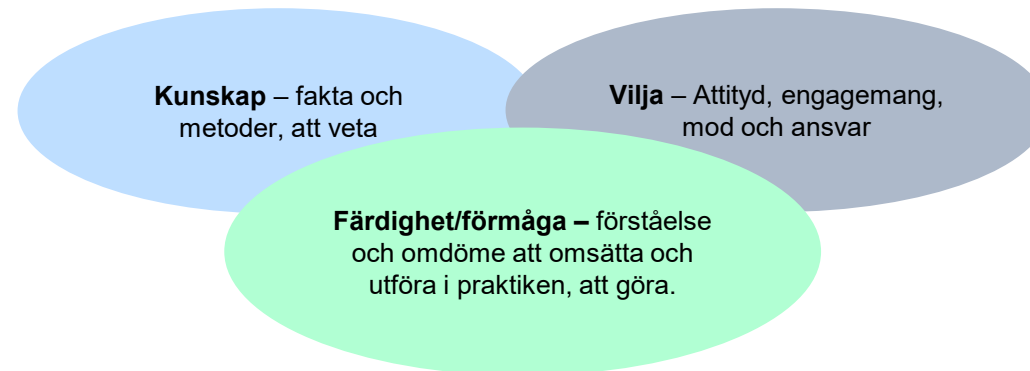 Kunskap – fakta och
metoder, att veta
Vilja – Attityd, engagemang,
mod och ansvar
Färdighet/förmåga – förståelse
och omdöme att omsätta och
utföra i praktiken, att göra.